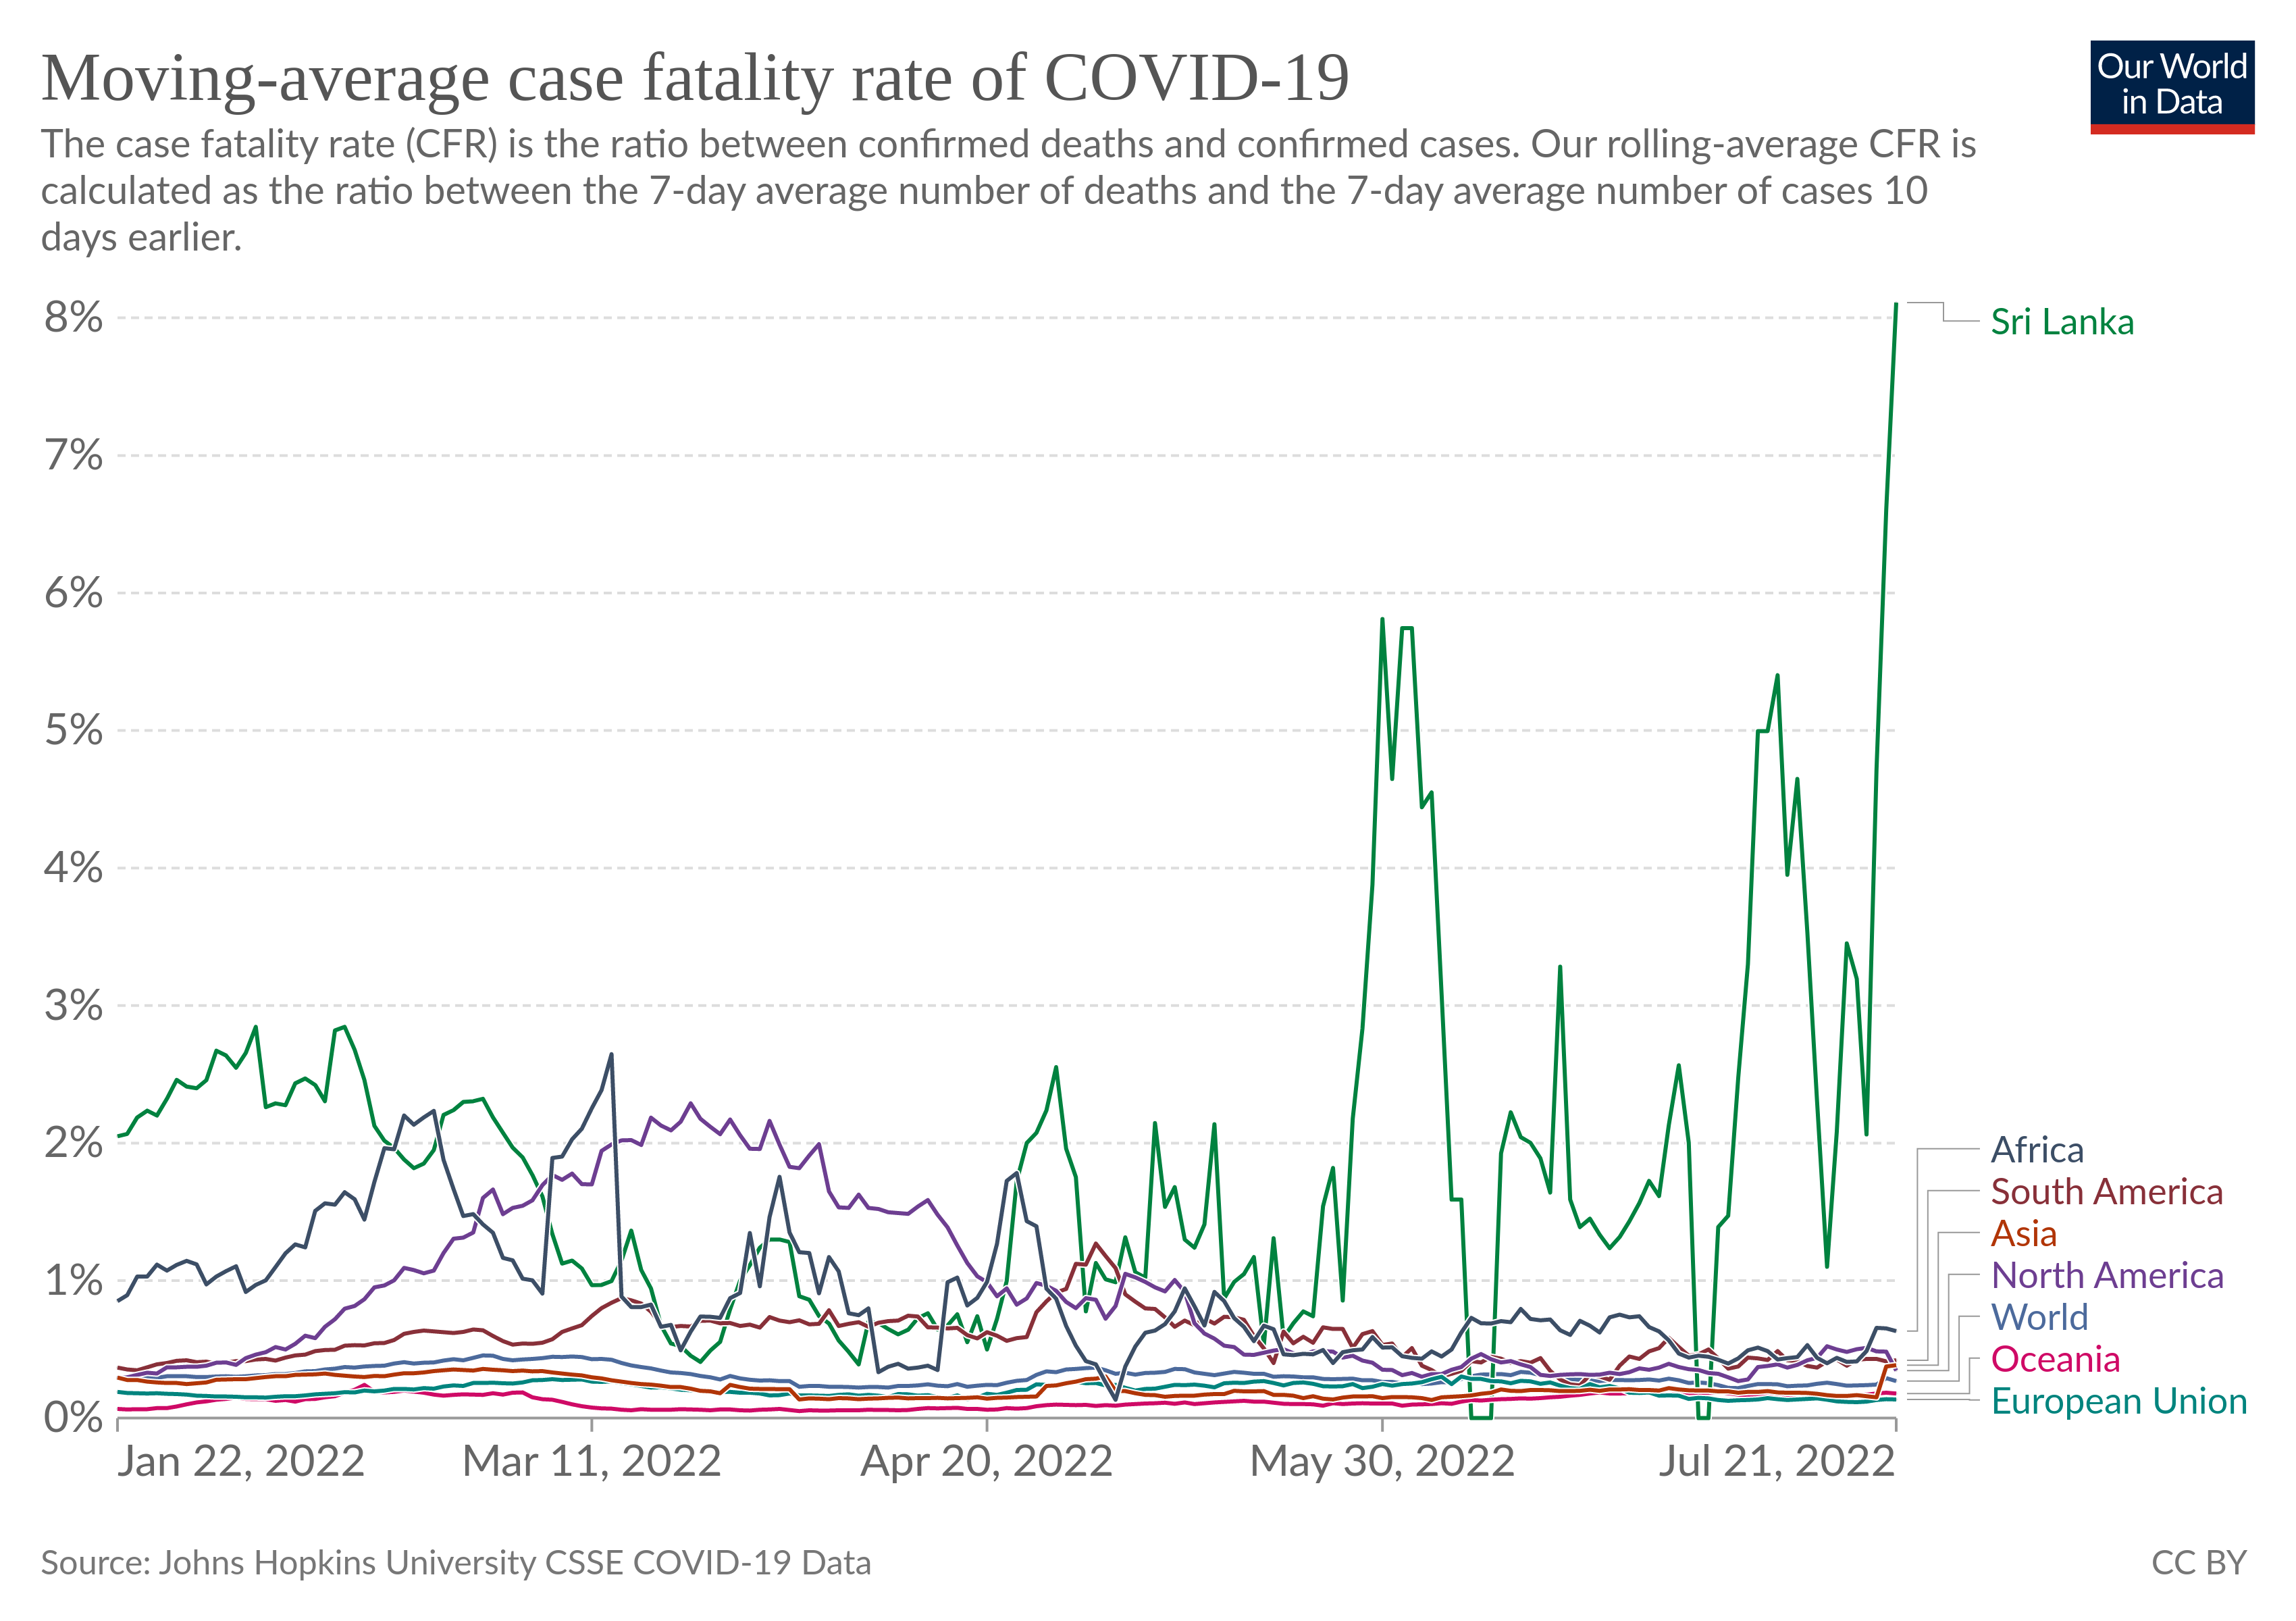 Moving-average case fatality rate of COVID-19
Our World
in Data
The case fatality rate (CFR) is the ratio between confirmed deaths and confirmed cases. Our rolling-average CFR is
calculated as the ratio between the 7-day average number of deaths and the 7-day average number of cases 10
days earlier.
8%
7%
6%
5%
4%
3%
2%
1%
0%
Sri Lanka
Africa
South America
Asia
North America
World
Oceania
European Union
Jan 22, 2022
Mar 11, 2022
Apr 20, 2022
May 30, 2022
Jul 21, 2022
Source: Johns Hopkins University CSSE COVID-19 Data
CC BY